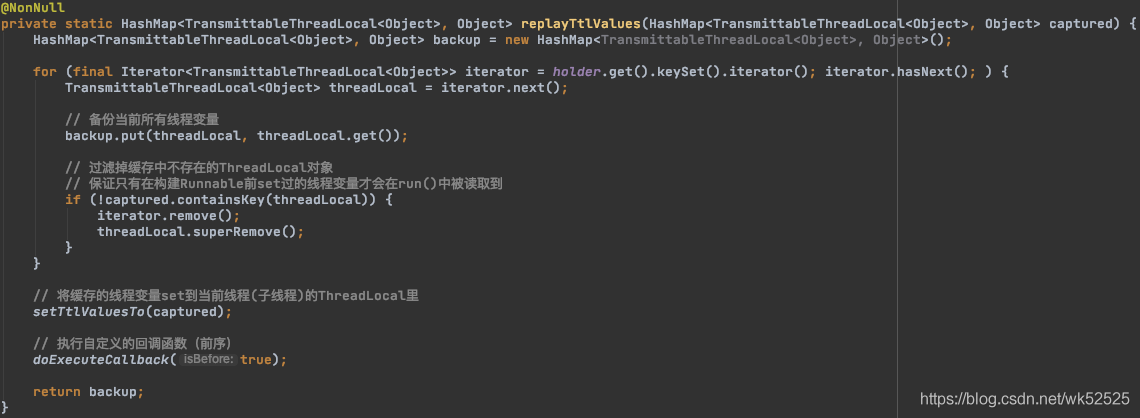 @NonNull
private static HashMap<TransmittableThreadLocal<Object>, Object> replayTtlValues(HashMap<TransmittableThreadLocal<Object>, Object> captured) {
    HashMap<TransmittableThreadLocal<Object>, Object> backup = new HashMap<TransmittableThreadLocal<Object>, Object>();
    for (final Iterator<TransmittableThreadLocal<Object>> iterator = holder.get().keySet().iterator(); iterator.hasNext(); ) {
        TransmittableThreadLocal<Object> threadLocal = iterator.next();
        // 备份当前所有线程变量
        backup.put(threadLocal, threadLocal.get());
        // 过滤掉缓存中不存在的ThreadLocal对象
        // 保证只有在构建Runnable前set过的线程变量才会在run()中被读取到
        if (!captured.containsKey(threadLocal)) {
            iterator.remove();
            threadLocal.superRemove();
        }
    }
    // 将缓存的线程变量set到当前线程(子线程)的ThreadLocal里
    setTtlValuesTo(captured);
    // 执行自定义的回调函数（前序）
    doExecuteCallback( isBefore: true);
    return backup;
}
https://blog.csdn.net/wk52525